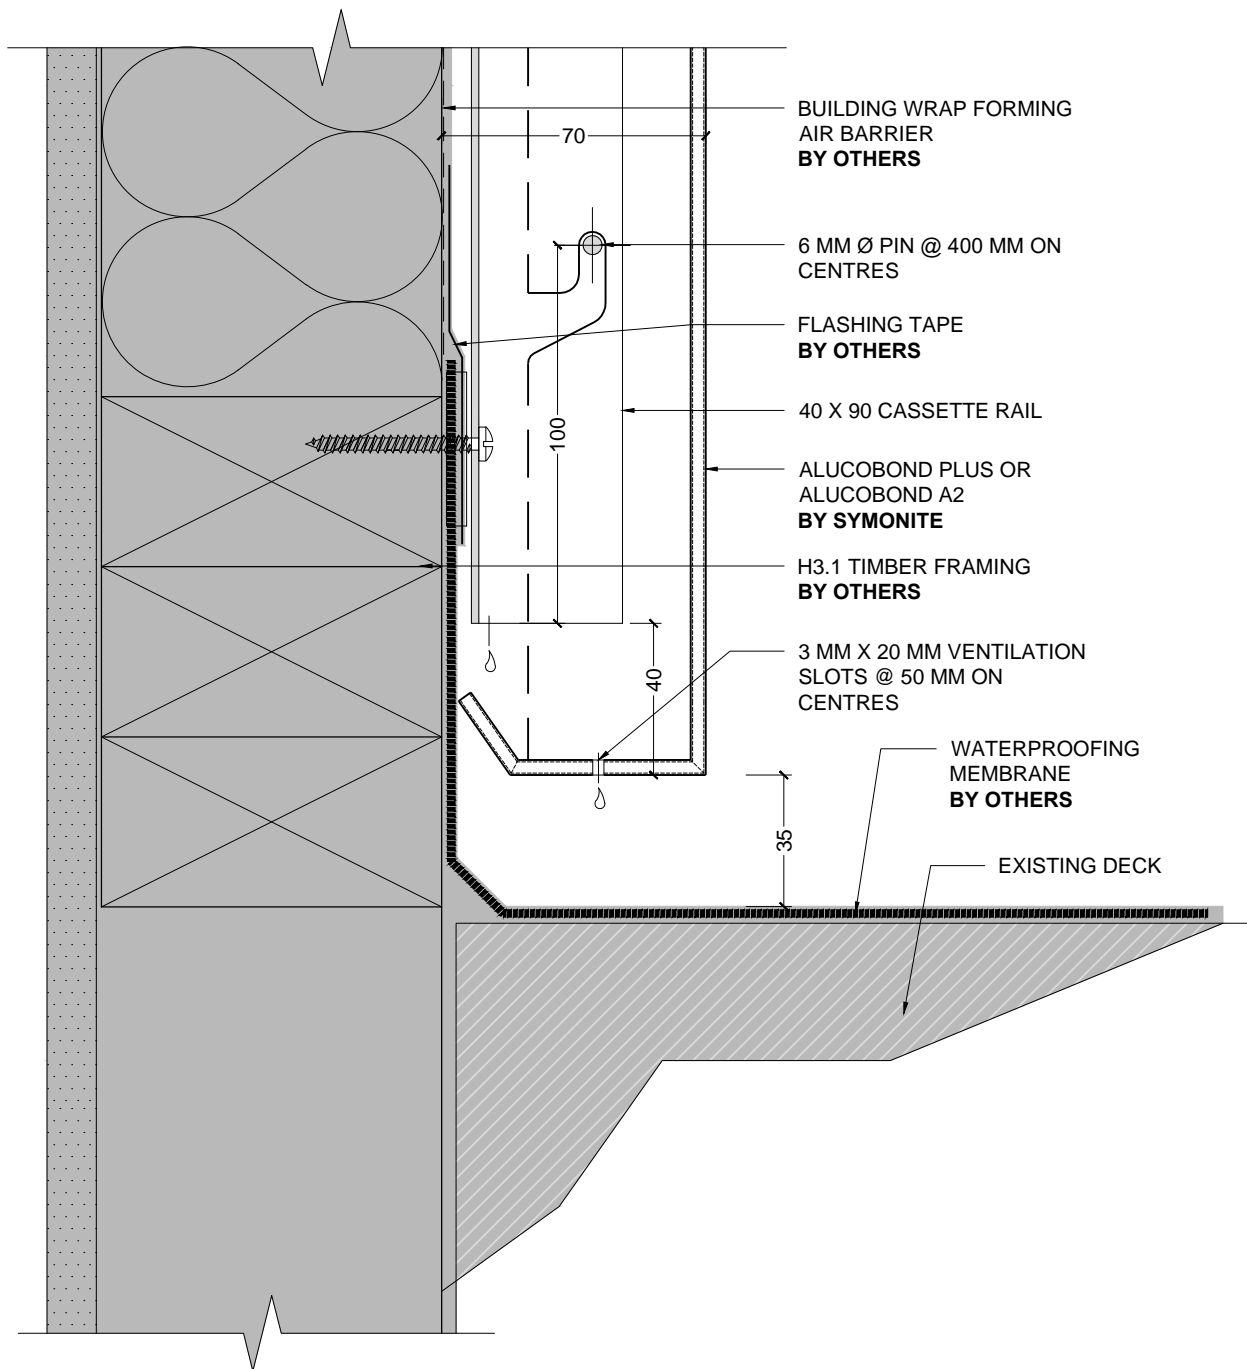 BUILDING WRAP FORMING
AIR BARRIER
BY OTHERS
70
6 MM Ø PIN @ 400 MM ON
CENTRES
FLASHING TAPE
BY OTHERS
40 X 90 CASSETTE RAIL
100
ALUCOBOND PLUS OR
ALUCOBOND A2
BY SYMONITE
H3.1 TIMBER FRAMING
BY OTHERS
3 MM X 20 MM VENTILATION
SLOTS @ 50 MM ON
CENTRES
40
WATERPROOFING
MEMBRANE
BY OTHERS
35
EXISTING DECK